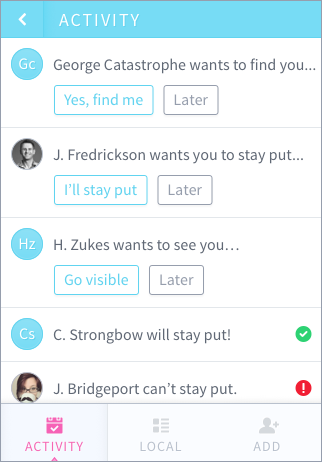 ACTIVITY
Gc
George Catastrophe wants to find you...
Yes, find me
Later
J. Fredrickson wants you to stay put...
I’ll stay put
Later
Hz
H. Zukes wants to see you…
Go visible
Later
Cs
C. Strongbow will stay put!
J. Bridgeport can’t stay put.
ACTIVITY
LOCAL
ADD